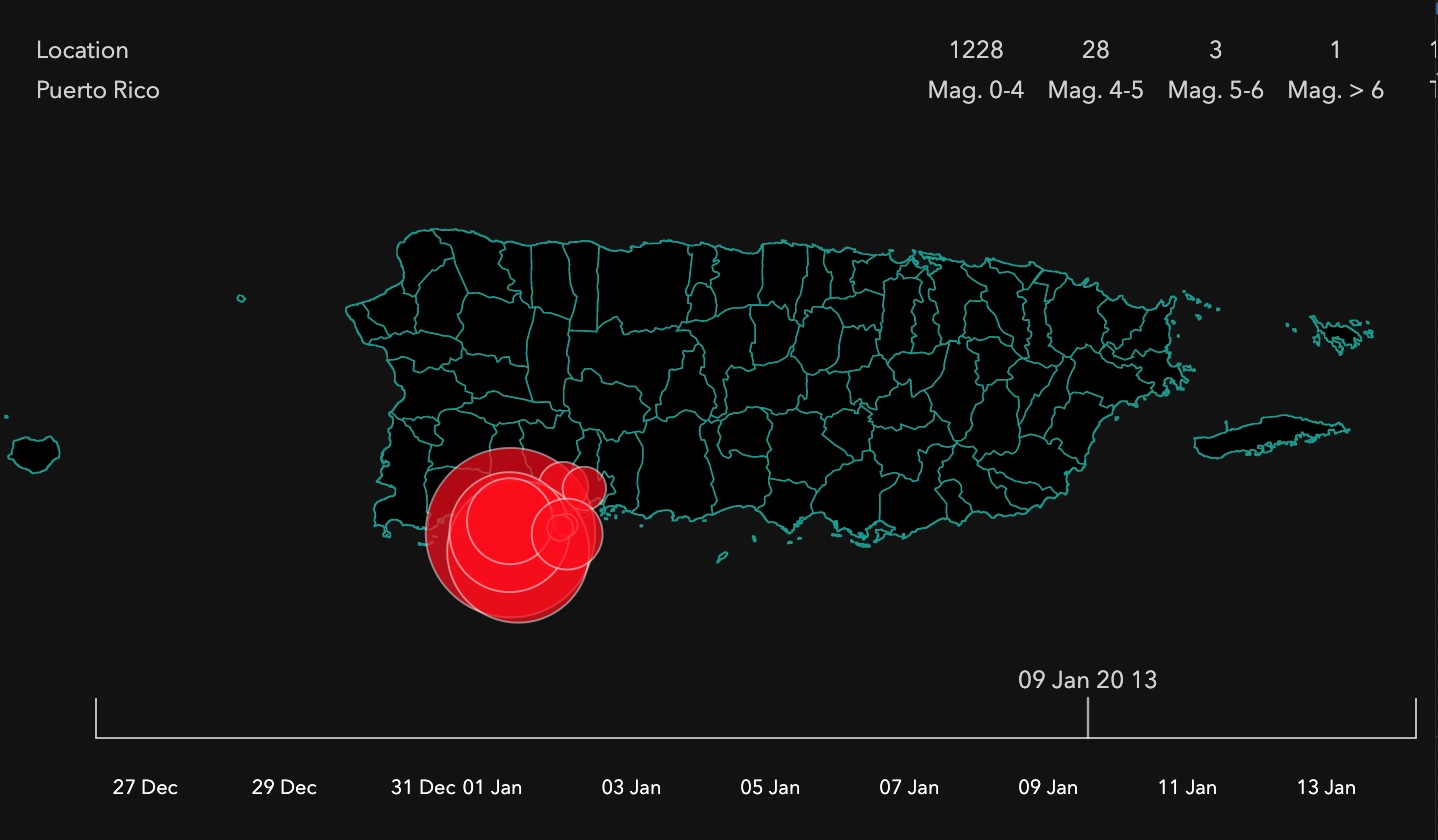 Location
Puerto Rico
1228 28 3 1
Mag. 0-4 Mag. 4-5 Mag. 5-6 Mag. > 6
09 Jan 20 13
27 Dec 29 Dec 31 Dec 01 Jan 03 Jan 05 Jan 07 Jan 09 Jan 11 Jan 13 Jan